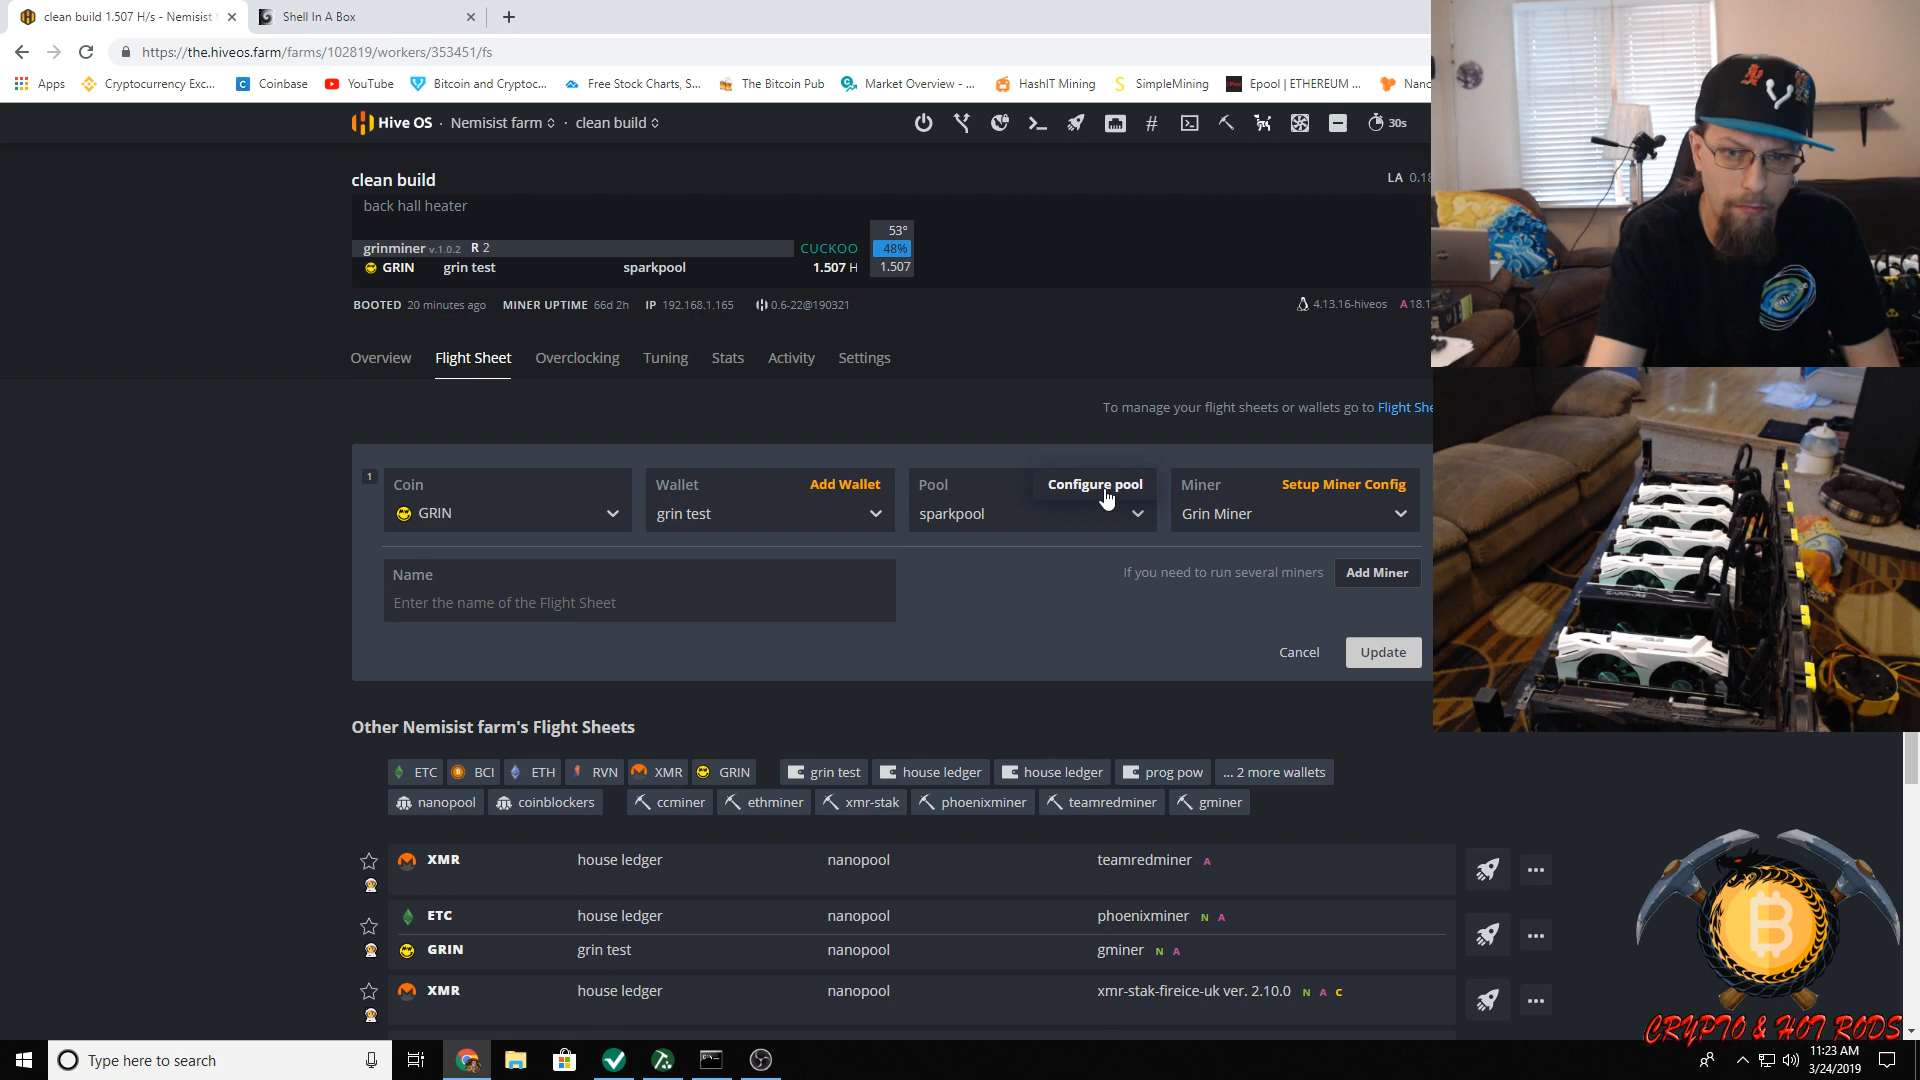 clean build 1.507 H/s - Nemisist
Shell In A Box
https://the.hiveos.farm/farms/102819/workers/353451/fs
Apps
Cryptocurrency Exc...
Coinbase
YouTube
Bitcoin and Cryptoc...
Free Stock Charts, S...
The Bitcoin Pub
Market Overview - ...
HashIT Mining
SimpleMining
Epool | ETHEREUM ...
Hive OS · Nemisist farm · clean build
30s
clean build
LA 0.18
back hall heater
53°
grinminer v.1.0.2 R 2 CUCKOO 48%
GRIN grin test sparkpool 1.507 H 1.507
BOOTED 20 minutes ago MINER UPTIME 66d 2h IP 192.168.1.165 0.6-22@190321
4.13.16-hiveos A 18.1
Overview Flight Sheet Overclocking Tuning Stats Activity Settings
To manage your flight sheets or wallets go to Flight She
1
Coin
GRIN
Wallet Add Wallet
grin test
Pool Configure pool
sparkpool
Miner Setup Miner Config
Grin Miner
Name
Enter the name of the Flight Sheet
If you need to run several miners Add Miner
Cancel Update
Other Nemisist farm's Flight Sheets
ETC BCI ETH RVN XMR GRIN grin test house ledger house ledger prog pow ... 2 more wallets
nanopool coinblockers ccminer ethminer xmr-stak phoenixminer teamredminer gminer
XMR house ledger nanopool teamredminer A
ETC house ledger nanopool phoenixminer N A
GRIN grin test nanopool gminer N A
XMR house ledger nanopool xmr-stak-fireice-uk ver. 2.10.0 N A C
CRYPTO & HOT RODS
Type here to search
11:23 AM
3/24/2019